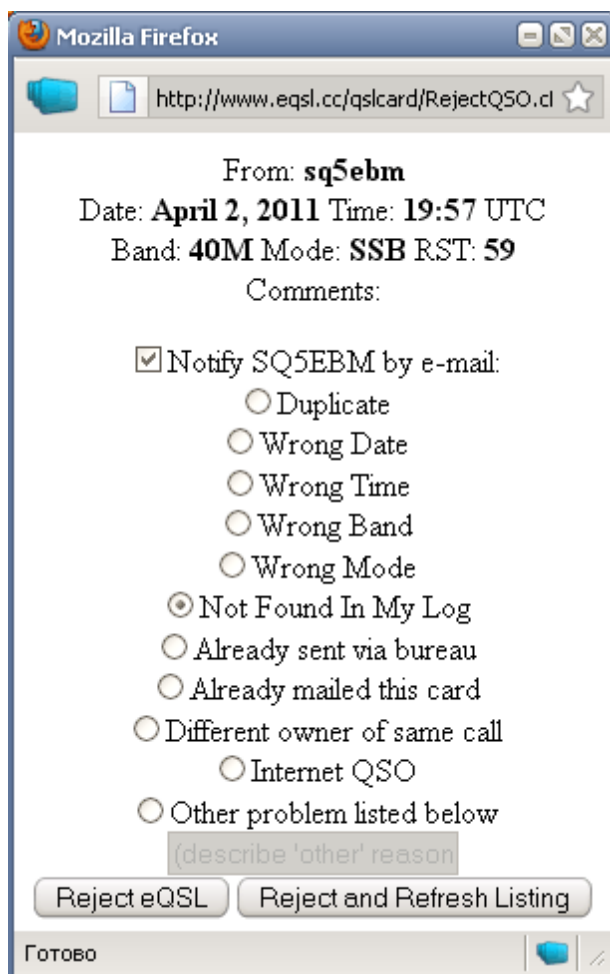 Mozilla Firefox
http://www.eqsl.cc/qslcard/RejectQSO.cl
From: sq5ebm
Date: April 2, 2011 Time: 19:57 UTC
Band: 40M Mode: SSB RST: 59
Comments:
Notify SQ5EBM by e-mail:
Duplicate
Wrong Date
Wrong Time
Wrong Band
Wrong Mode
Not Found In My Log
Already sent via bureau
Already mailed this card
Different owner of same call
Internet QSO
Other problem listed below
(describe 'other' reason
Reject eQSL Reject and Refresh Listing
Готово